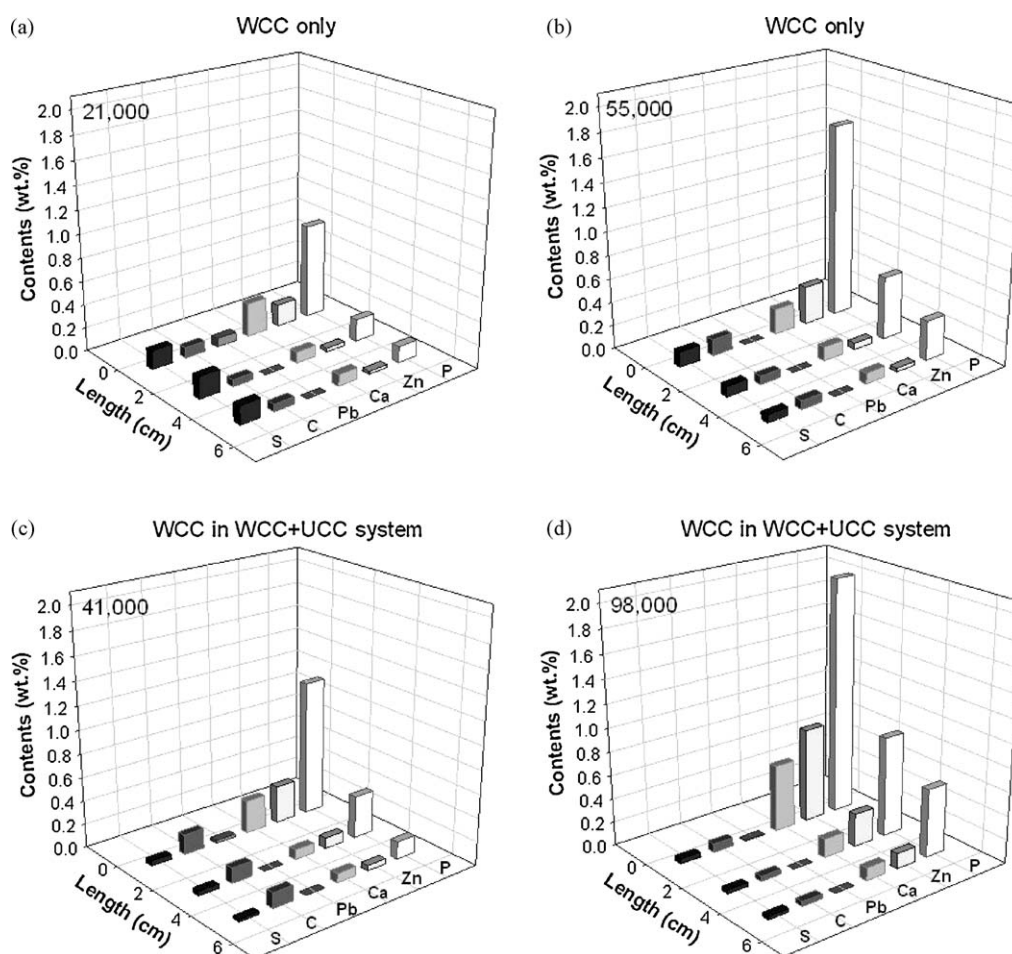 (a)
WCC only
21,000
Contents (wt.%)
2.0
1.8
1.6
1.4
1.2
1.0
0.8
0.6
0.4
0.2
0.0
0
2
4
6
Length (cm)
S
C
Pb
Ca
Zn
P
(b)
WCC only
55,000
Contents (wt.%)
2.0
1.8
1.6
1.4
1.2
1.0
0.8
0.6
0.4
0.2
0.0
0
2
4
6
Length (cm)
S
C
Pb
Ca
Zn
P
(c)
WCC in WCC+UCC system
41,000
Contents (wt.%)
2.0
1.8
1.6
1.4
1.2
1.0
0.8
0.6
0.4
0.2
0.0
0
2
4
6
Length (cm)
S
C
Pb
Ca
Zn
P
(d)
WCC in WCC+UCC system
98,000
Contents (wt.%)
2.0
1.8
1.6
1.4
1.2
1.0
0.8
0.6
0.4
0.2
0.0
0
2
4
6
Length (cm)
S
C
Pb
Ca
Zn
P